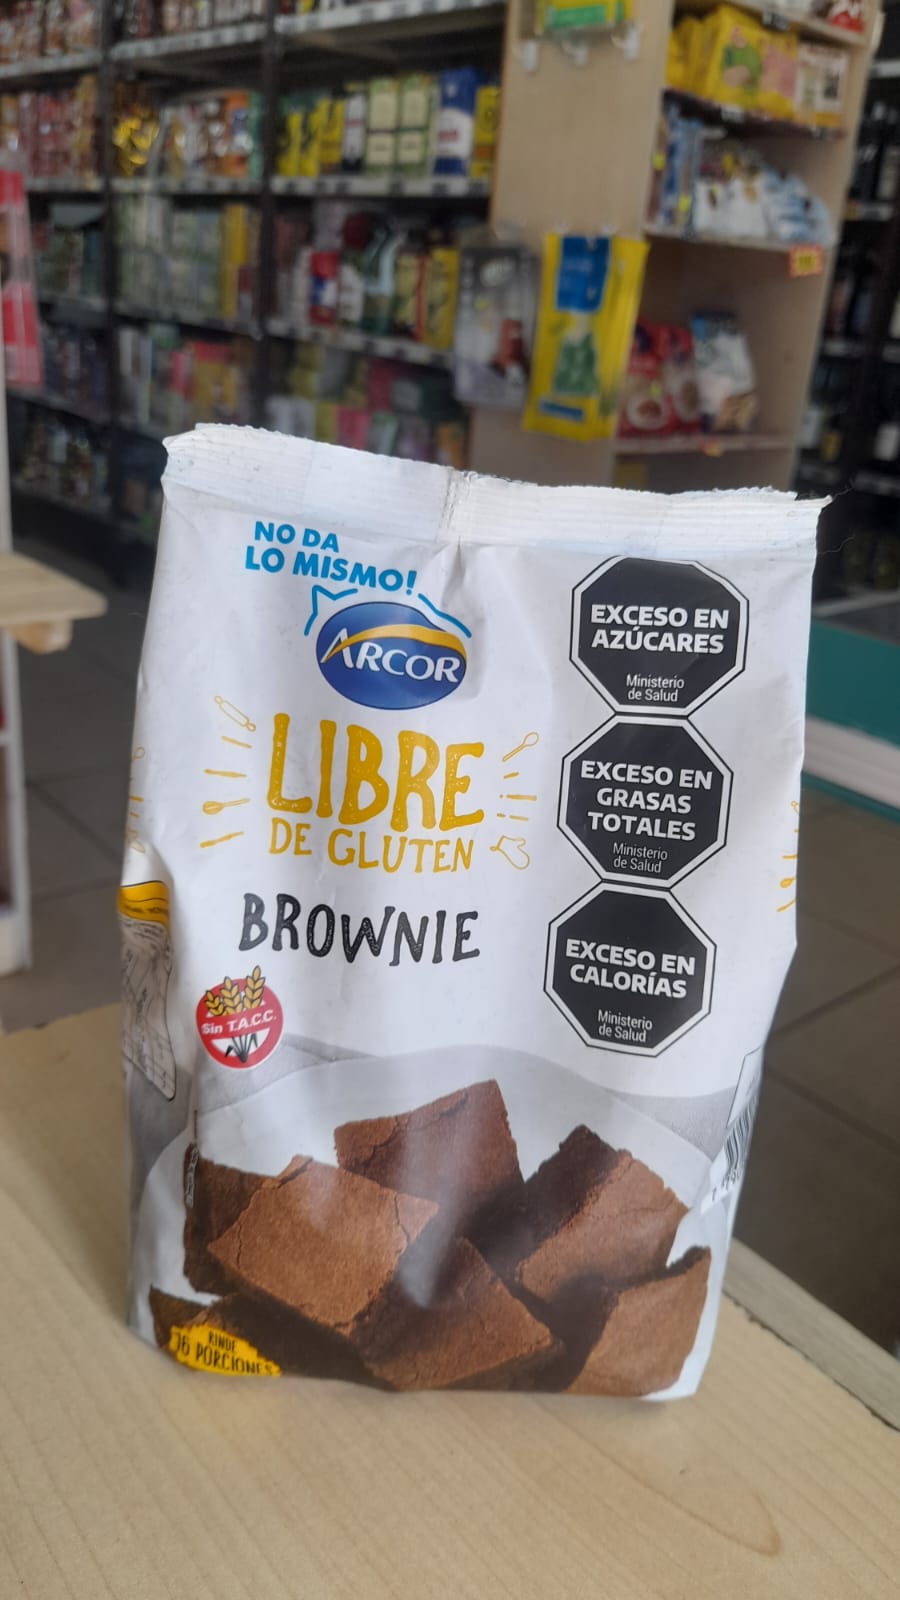 NO DA
LO MISMO!
ARCOR
LIBRE
DE GLUTEN
BROWNIE
Sin T.A.C.C.
EXCESO EN
AZÚCARES
Ministerio
de Salud
EXCESO EN
GRASAS
TOTALES
Ministerio
de Salud
EXCESO EN
CALORÍAS
Ministerio
de Salud
RINDE
16 PORCIONES